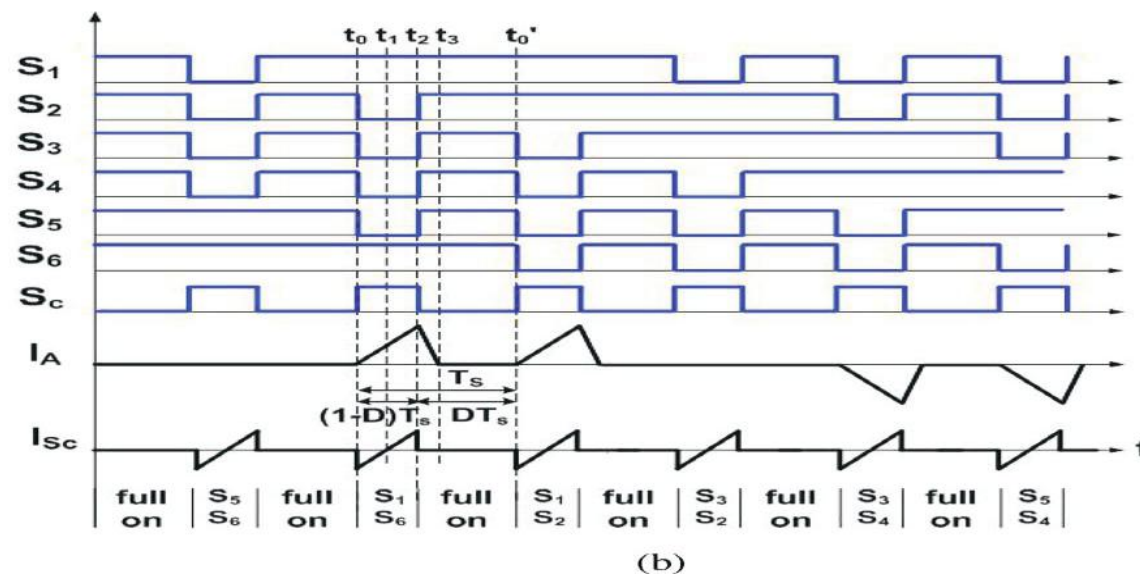 t₀ t₁ t₂ t₃ t₀'
S₁
S₂
S₃
S₄
S₅
S₆
Sc
I_A
Tₛ
(1-D)Tₛ DTₛ
I_Sc
t
full on
S₅ S₆
full on
S₁ S₆
full on
S₁ S₂
full on
S₃ S₂
full on
S₃ S₄
full on
S₅ S₄
(b)